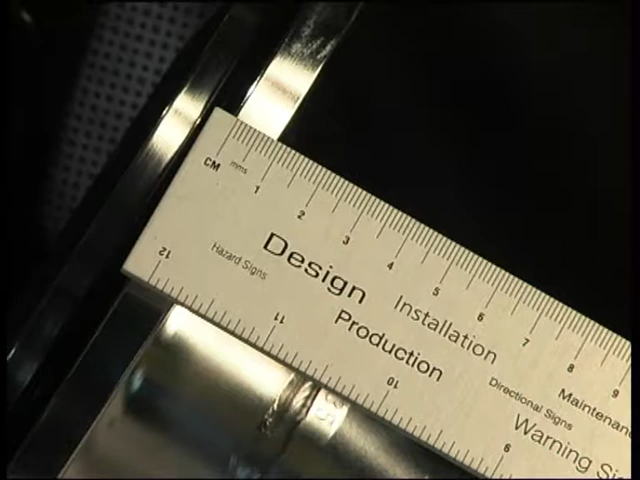 CM mms 1 2 3 4 5 6 7 8 9
Design Installation Maintenan
Hazard Signs Production Directional Signs
Warning Si
12 11 10 9